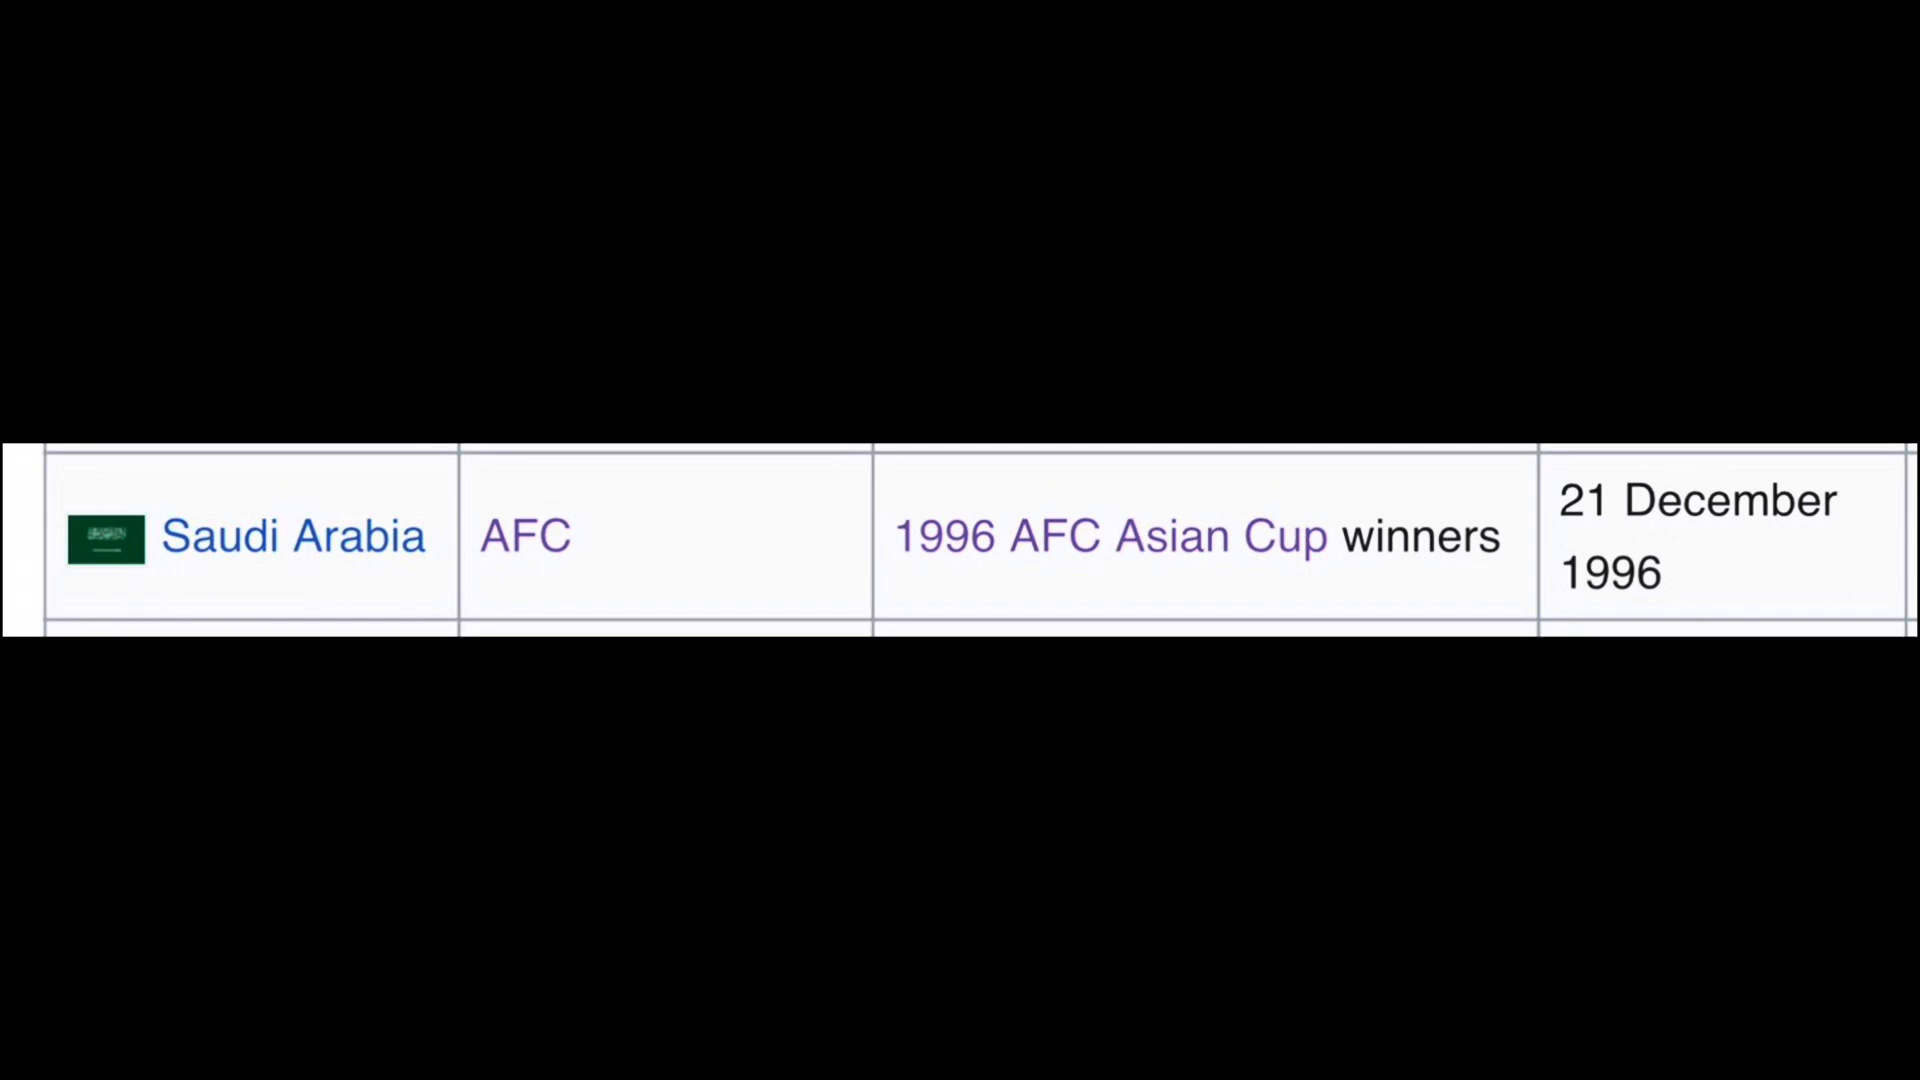 Saudi Arabia
AFC
1996 AFC Asian Cup winners
21 December
1996